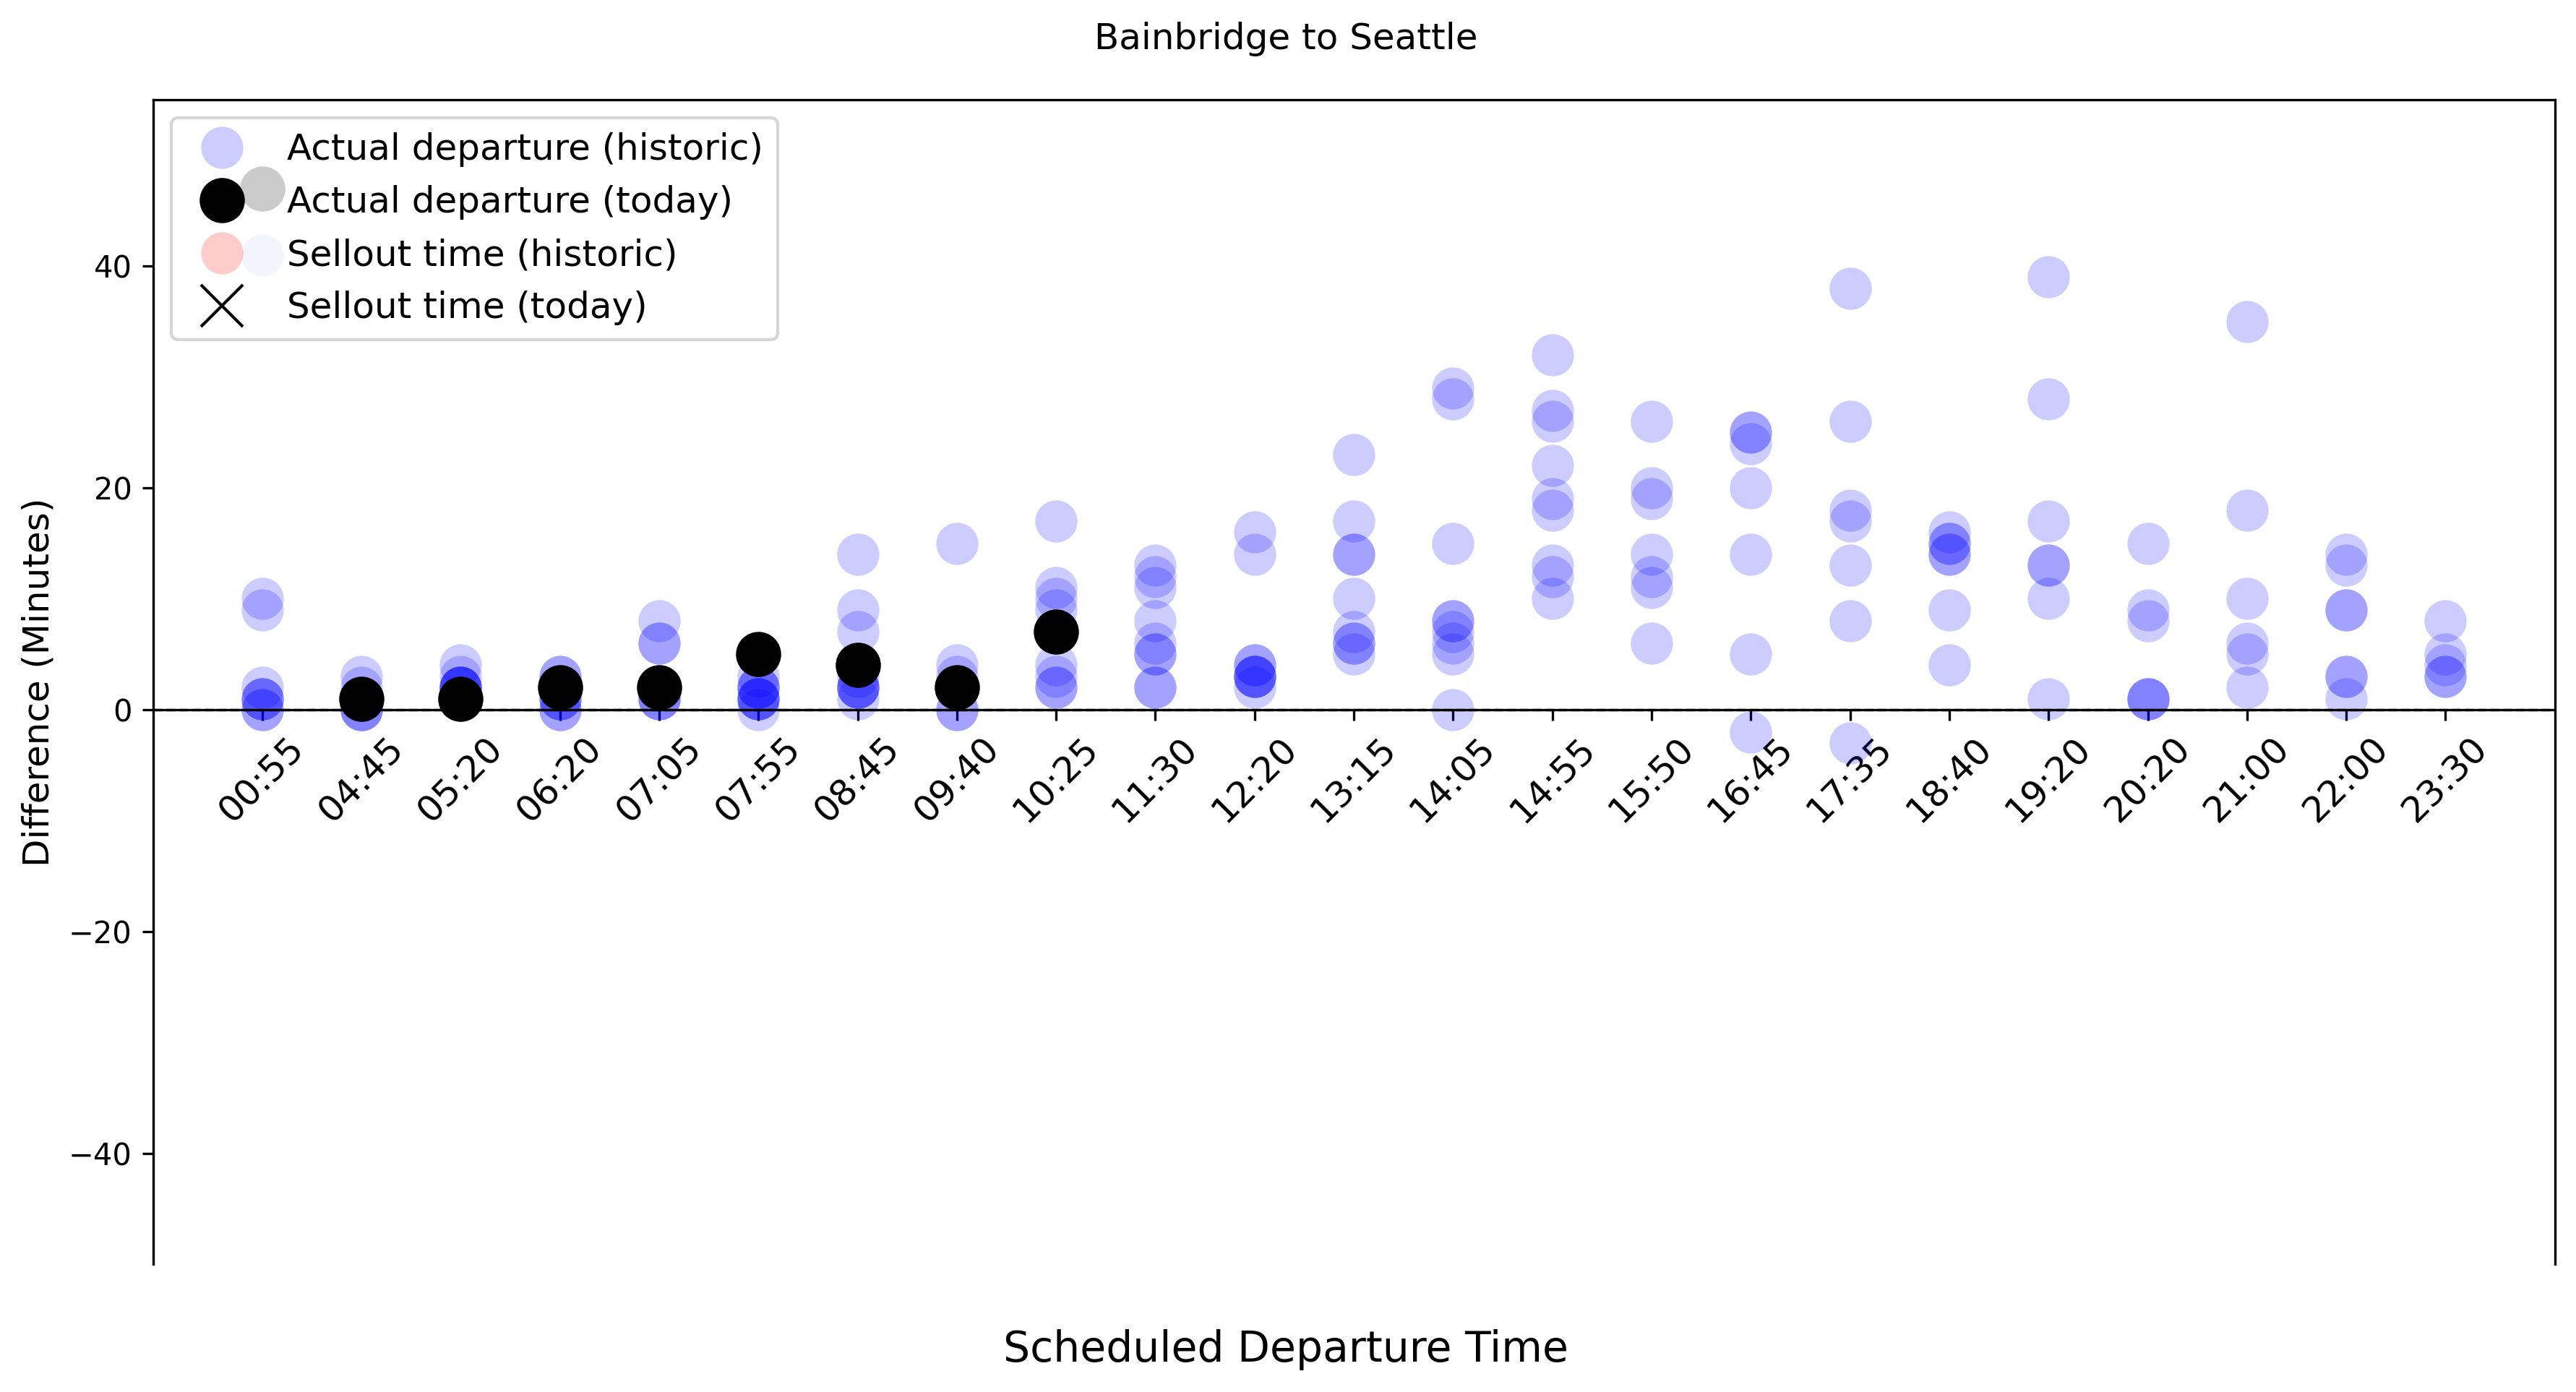 Bainbridge to Seattle
Actual departure (historic)
Actual departure (today)
Sellout time (historic)
Sellout time (today)
Difference (Minutes)
40
20
0
−20
−40
00:55 04:45 05:20 06:20 07:05 07:55 08:45 09:40 10:25 11:30 12:20 13:15 14:05 14:55 15:50 16:45 17:35 18:40 19:20 20:20 21:00 22:00 23:30
Scheduled Departure Time